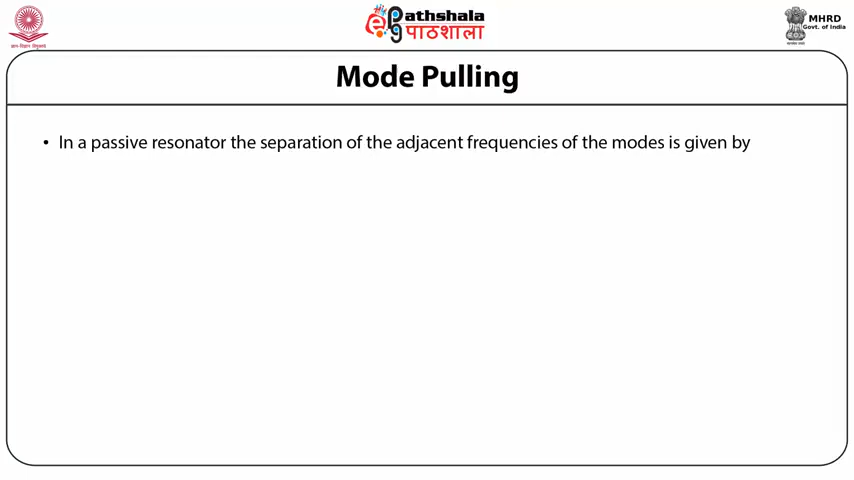 ePathshala
पाठशाला
MHRD
Govt. of India
Mode Pulling
• In a passive resonator the separation of the adjacent frequencies of the modes is given by